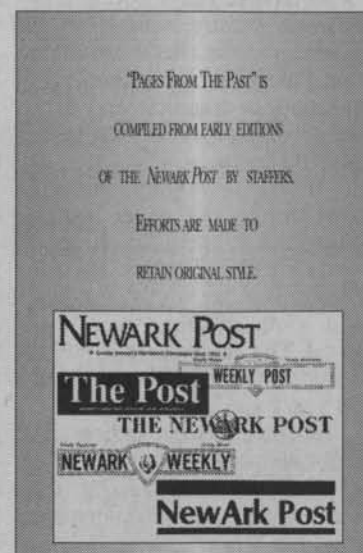 "PAGES FROM THE PAST" IS
COMPILED FROM EARLY EDITIONS
OF THE NEWARK POST BY STAFFERS.
EFFORTS ARE MADE TO
RETAIN ORIGINAL STYLE.
NEWARK POST
WEEKLY POST
The Post
THE NEWARK POST
NEWARK WEEKLY
NewArk Post